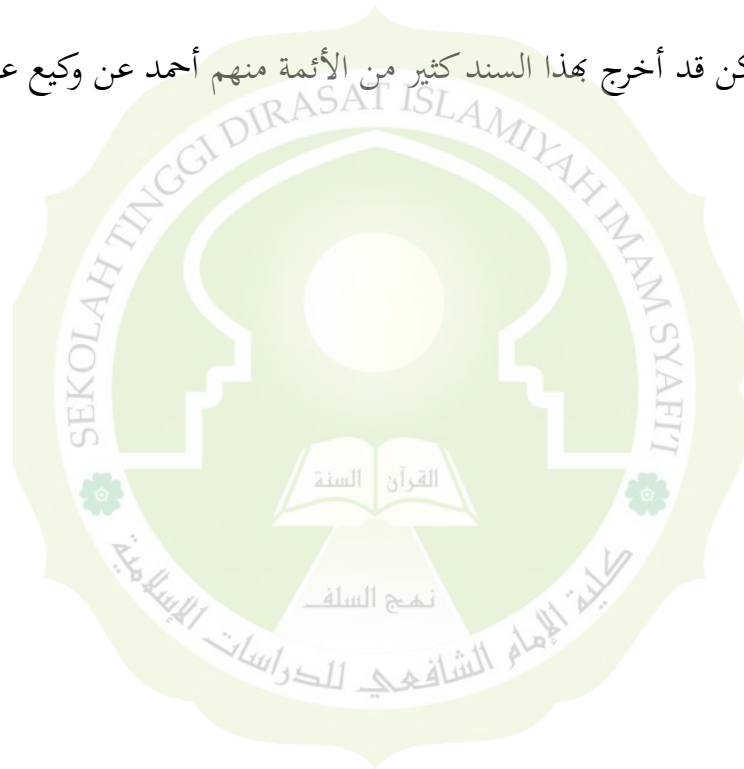 كن قد أخرج بهذا السند كثير من الأئمة منهم أحمد عن وكيع ع
SEKOLAH TINGGI DIRASAT ISLAMIYAH IMAM SYAFI'I
السنة القرآن
نهج السلف
كلية الإمام الشافعي للدراسات الإسلامية